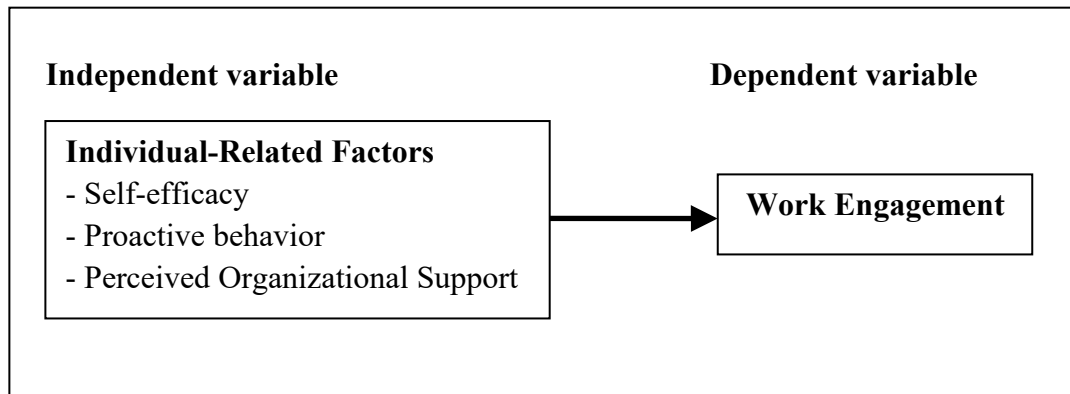 Independent variable
Dependent variable
Individual-Related Factors
- Self-efficacy
- Proactive behavior
- Perceived Organizational Support
Work Engagement